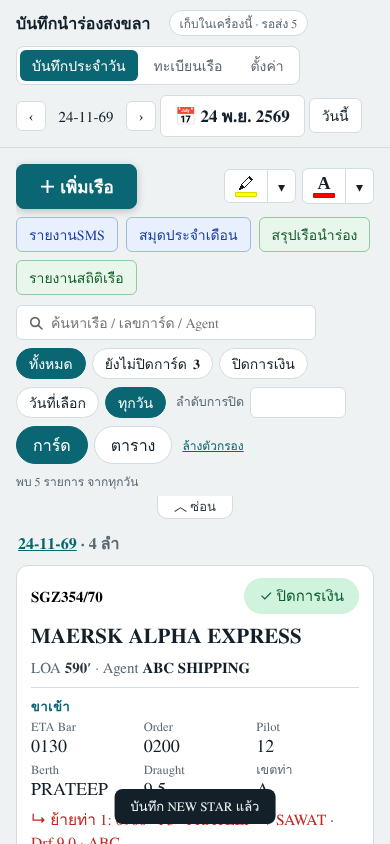 บันทึกนำร่องสงขลา
เก็บในเครื่องนี้ · รอส่ง 5
บันทึกประจำวัน ทะเบียนเรือ ตั้งค่า
‹ 24-11-69 › 📅 24 พ.ย. 2569 วันนี้
+ เพิ่มเรือ A
รายงานSMS สมุดประจำเดือน สรุปเรือนำร่อง
รายงานสถิติเรือ
ค้นหาเรือ / เลขการ์ด / Agent
ทั้งหมด ยังไม่ปิดการ์ด 3 ปิดการเงิน
วันที่เลือก ทุกวัน ลำดับการปิด
การ์ด ตาราง ล้างตัวกรอง
พบ 5 รายการ จากทุกวัน
ซ่อน
24-11-69 · 4 ลำ
SGZ354/70 ✓ ปิดการเงิน
MAERSK ALPHA EXPRESS
LOA 590′ · Agent ABC SHIPPING
ขาเข้า
ETA Bar Order Pilot
0130 0200 12
Berth Draught เขตท่า
PRATEEP
บันทึก NEW STAR แล้ว
↳ ย้ายท่า 1: SAWAT ·
Drf 9.0 · ABC